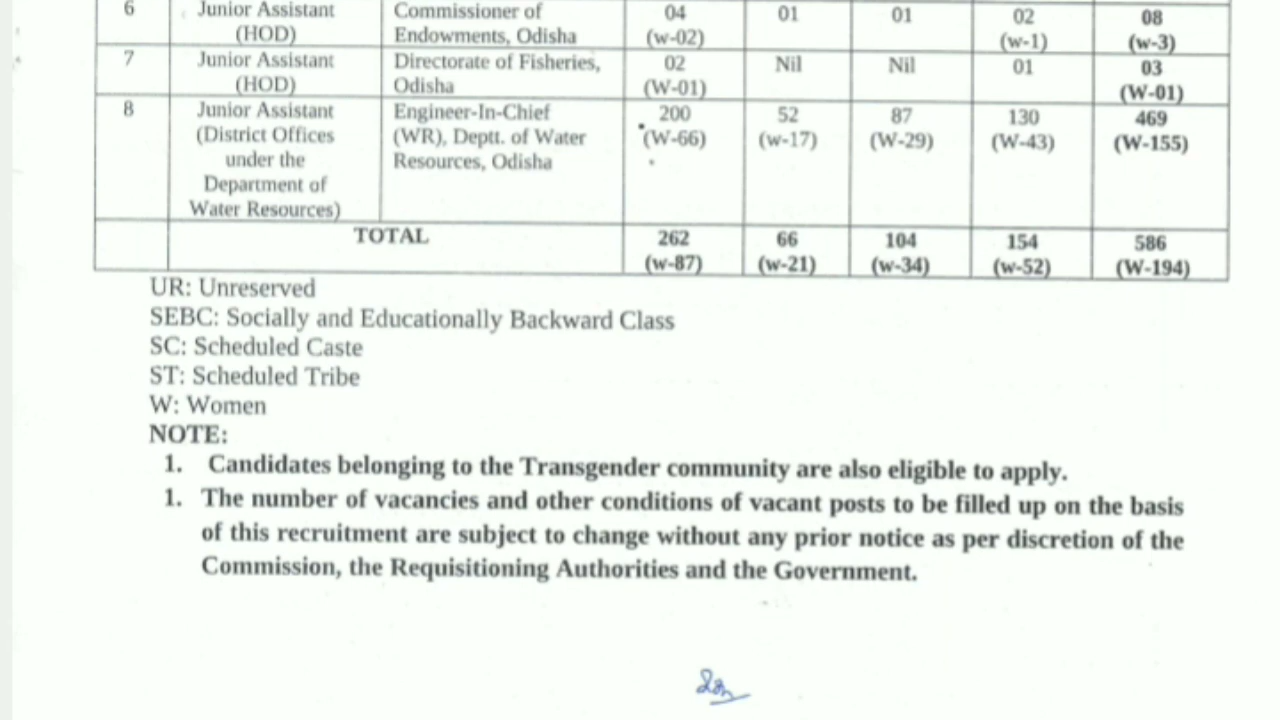 6 Junior Assistant Commissioner of 04 01 01 02 08
(HOD) Endowments, Odisha (w-02) (w-1) (w-3)
7 Junior Assistant Directorate of Fisheries, 02 Nil Nil 01 03
(HOD) Odisha (W-01) (W-01)
8 Junior Assistant Engineer-In-Chief 200 52 87 130 469
(District Offices (WR), Deptt. of Water (W-66) (w-17) (W-29) (W-43) (W-155)
under the Resources, Odisha
Department of
Water Resources)
TOTAL 262 66 104 154 586
(w-87) (w-21) (w-34) (w-52) (W-194)
UR: Unreserved
SEBC: Socially and Educationally Backward Class
SC: Scheduled Caste
ST: Scheduled Tribe
W: Women
NOTE:
1. Candidates belonging to the Transgender community are also eligible to apply.
1. The number of vacancies and other conditions of vacant posts to be filled up on the basis
of this recruitment are subject to change without any prior notice as per discretion of the
Commission, the Requisitioning Authorities and the Government.